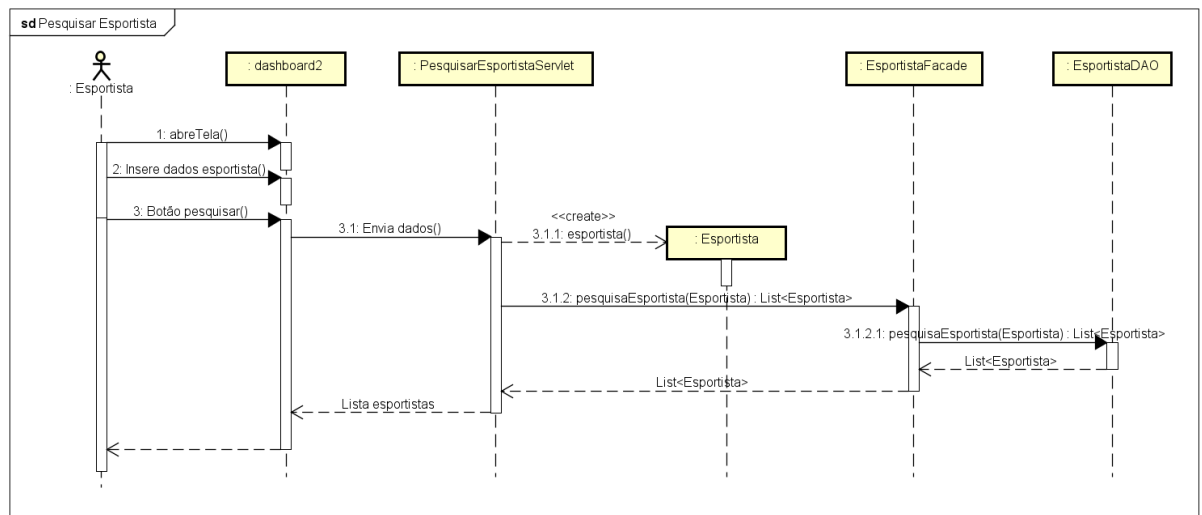 sd Pesquisar Esportista
: Esportista
: dashboard2
: PesquisarEsportistaServlet
: EsportistaFacade
: EsportistaDAO
1: abreTela()
2: Insere dados esportista()
3: Botão pesquisar()
3.1: Envia dados()
<<create>>
3.1.1: esportista()
: Esportista
3.1.2: pesquisaEsportista(Esportista) : List<Esportista>
3.1.2.1: pesquisaEsportista(Esportista) : List<Esportista>
List<Esportista>
List<Esportista>
Lista esportistas